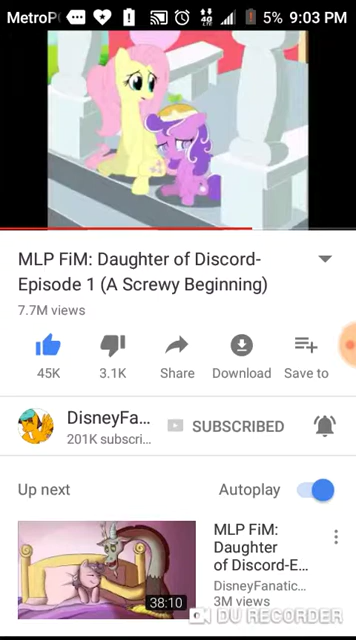 MetroP 4G LTE 5% 9:03 PM
MLP FiM: Daughter of Discord-
Episode 1 (A Screwy Beginning)
7.7M views
45K 3.1K Share Download Save to
DisneyFa... SUBSCRIBED
201K subscri...
Up next Autoplay
MLP FiM:
Daughter
of Discord-E...
DisneyFanatic...
3M views
38:10
DU RECORDER